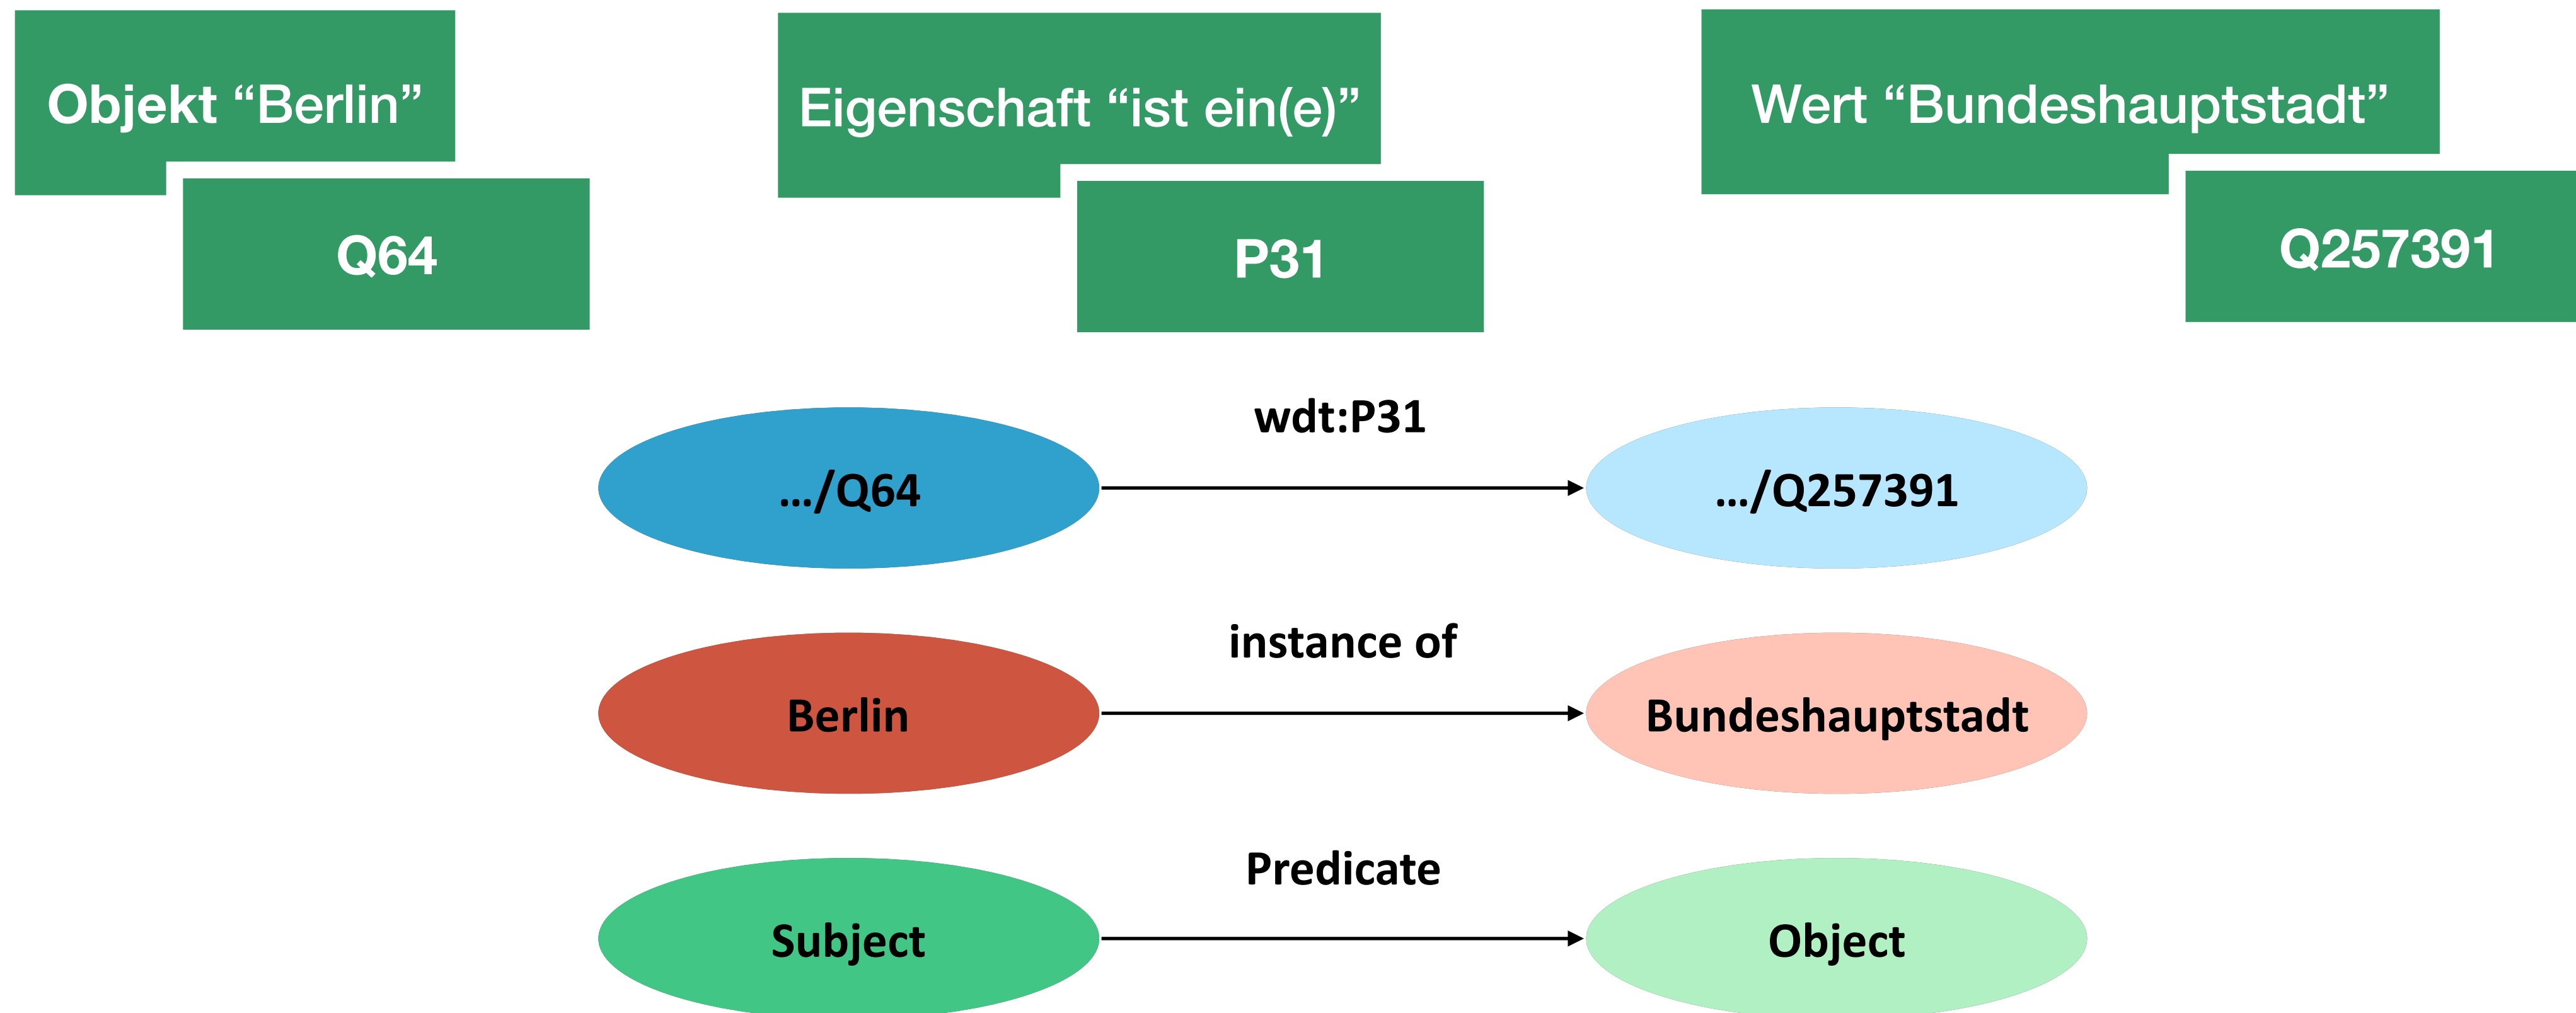 Objekt “Berlin”
Eigenschaft “ist ein(e)”
Wert “Bundeshauptstadt”
Q64
P31
Q257391
wdt:P31
.../Q64
.../Q257391
instance of
Berlin
Bundeshauptstadt
Predicate
Subject
Object